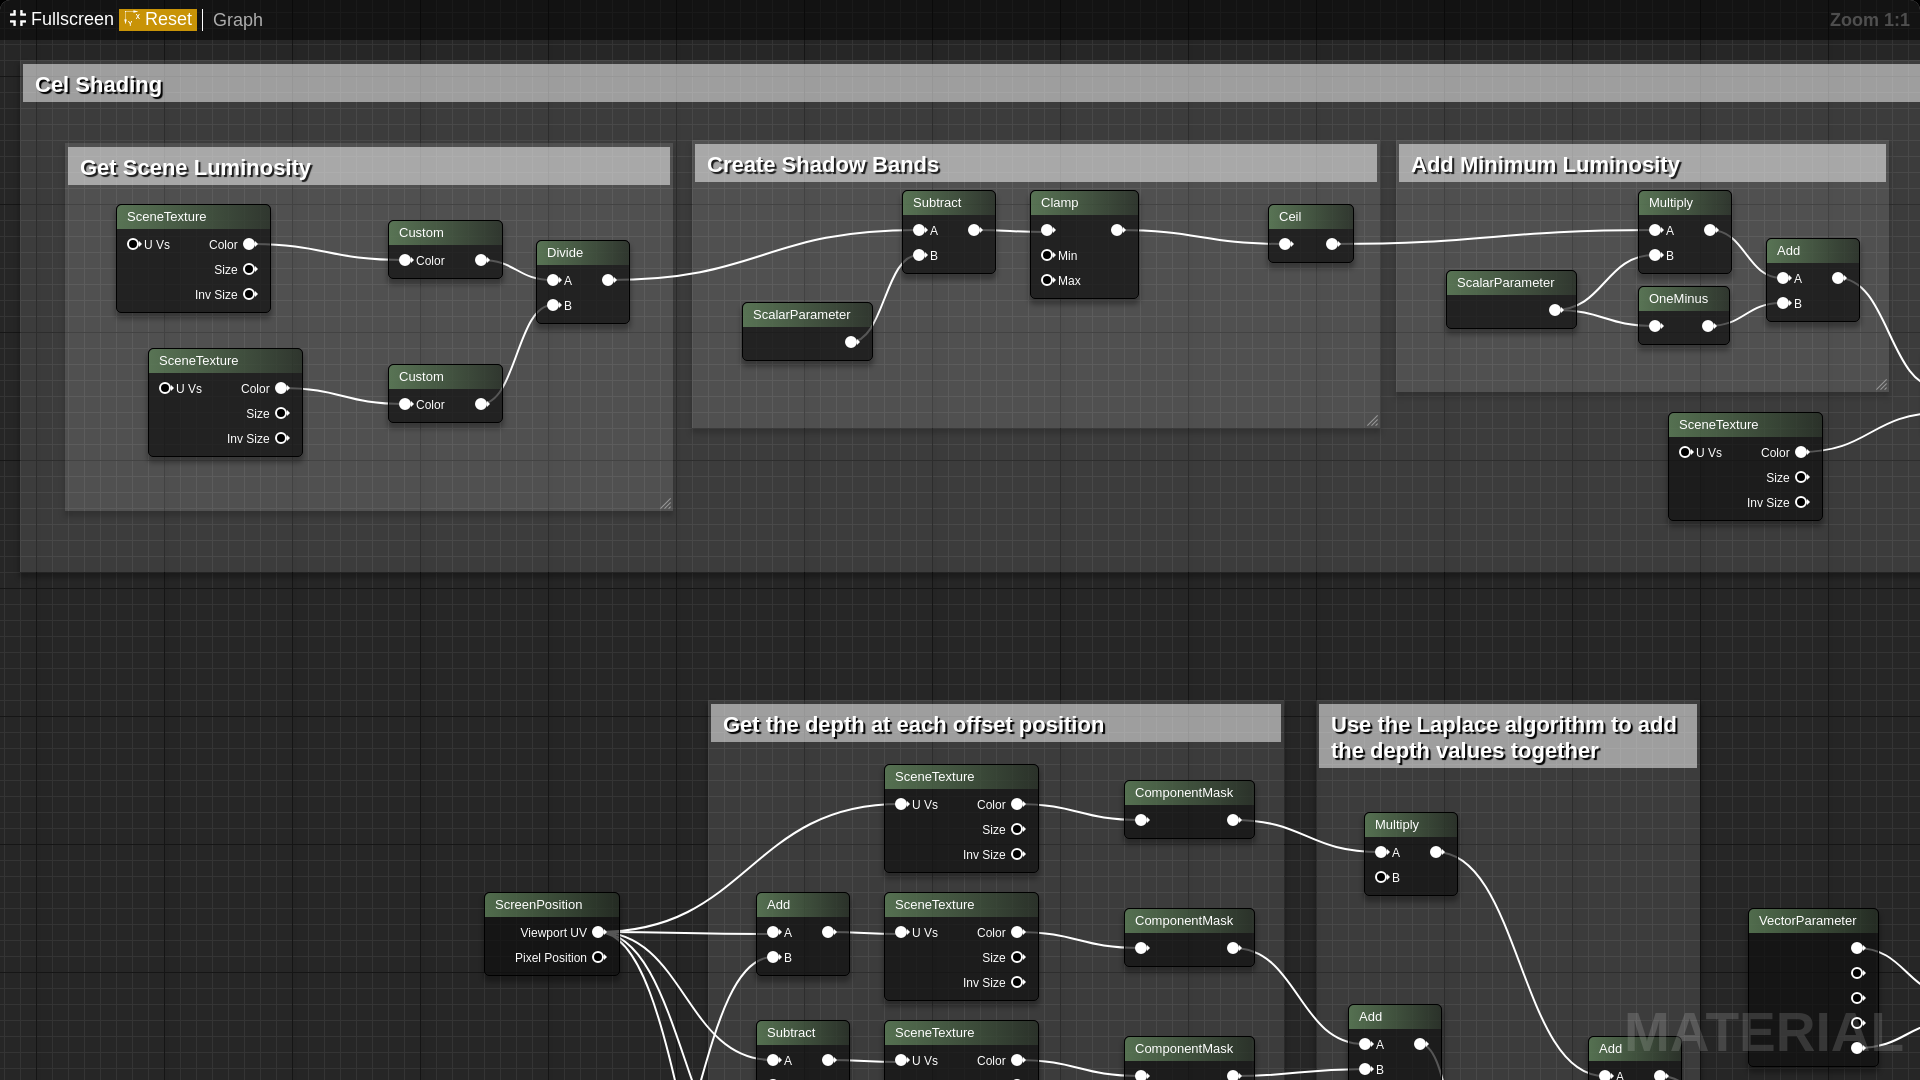 Fullscreen Reset Graph Zoom 1:1
Cel Shading
Get Scene Luminosity
SceneTexture
U Vs Color
Size
Inv Size
Custom
Color
Divide
A
B
SceneTexture
U Vs Color
Size
Inv Size
Custom
Color
Create Shadow Bands
Subtract
A
B
Clamp
Min
Max
Ceil
ScalarParameter
Add Minimum Luminosity
Multiply
A
B
Add
A
B
ScalarParameter
OneMinus
SceneTexture
U Vs Color
Size
Inv Size
Get the depth at each offset position
SceneTexture
U Vs Color
Size
Inv Size
ComponentMask
ScreenPosition
Viewport UV
Pixel Position
Add
A
B
SceneTexture
U Vs Color
Size
Inv Size
ComponentMask
Subtract
A
SceneTexture
U Vs Color
ComponentMask
Use the Laplace algorithm to add
the depth values together
Multiply
A
B
Add
A
B
Add
A
VectorParameter
MATERIAL